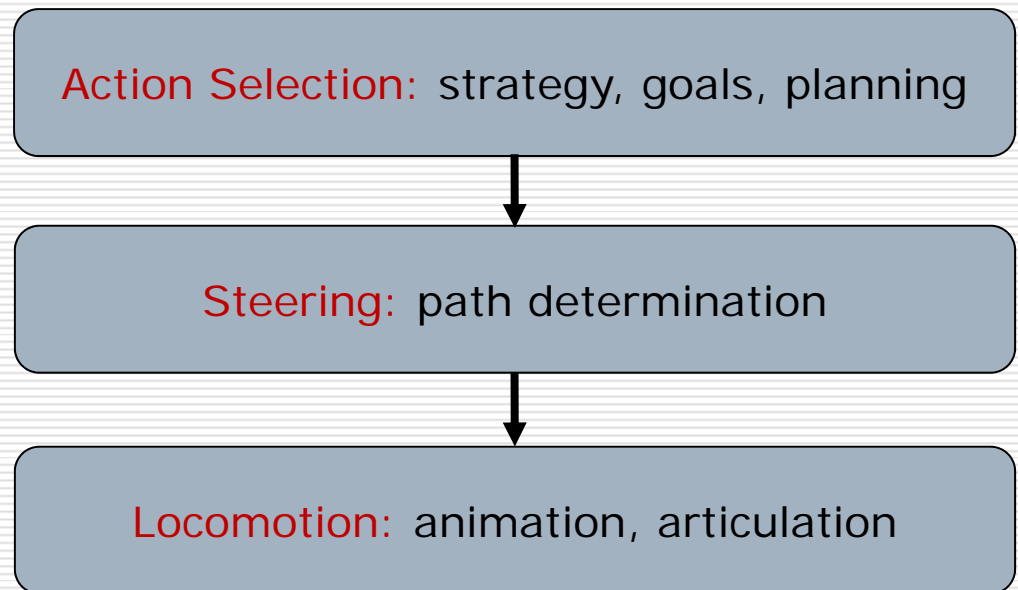 Action Selection: strategy, goals, planning
Steering: path determination
Locomotion: animation, articulation